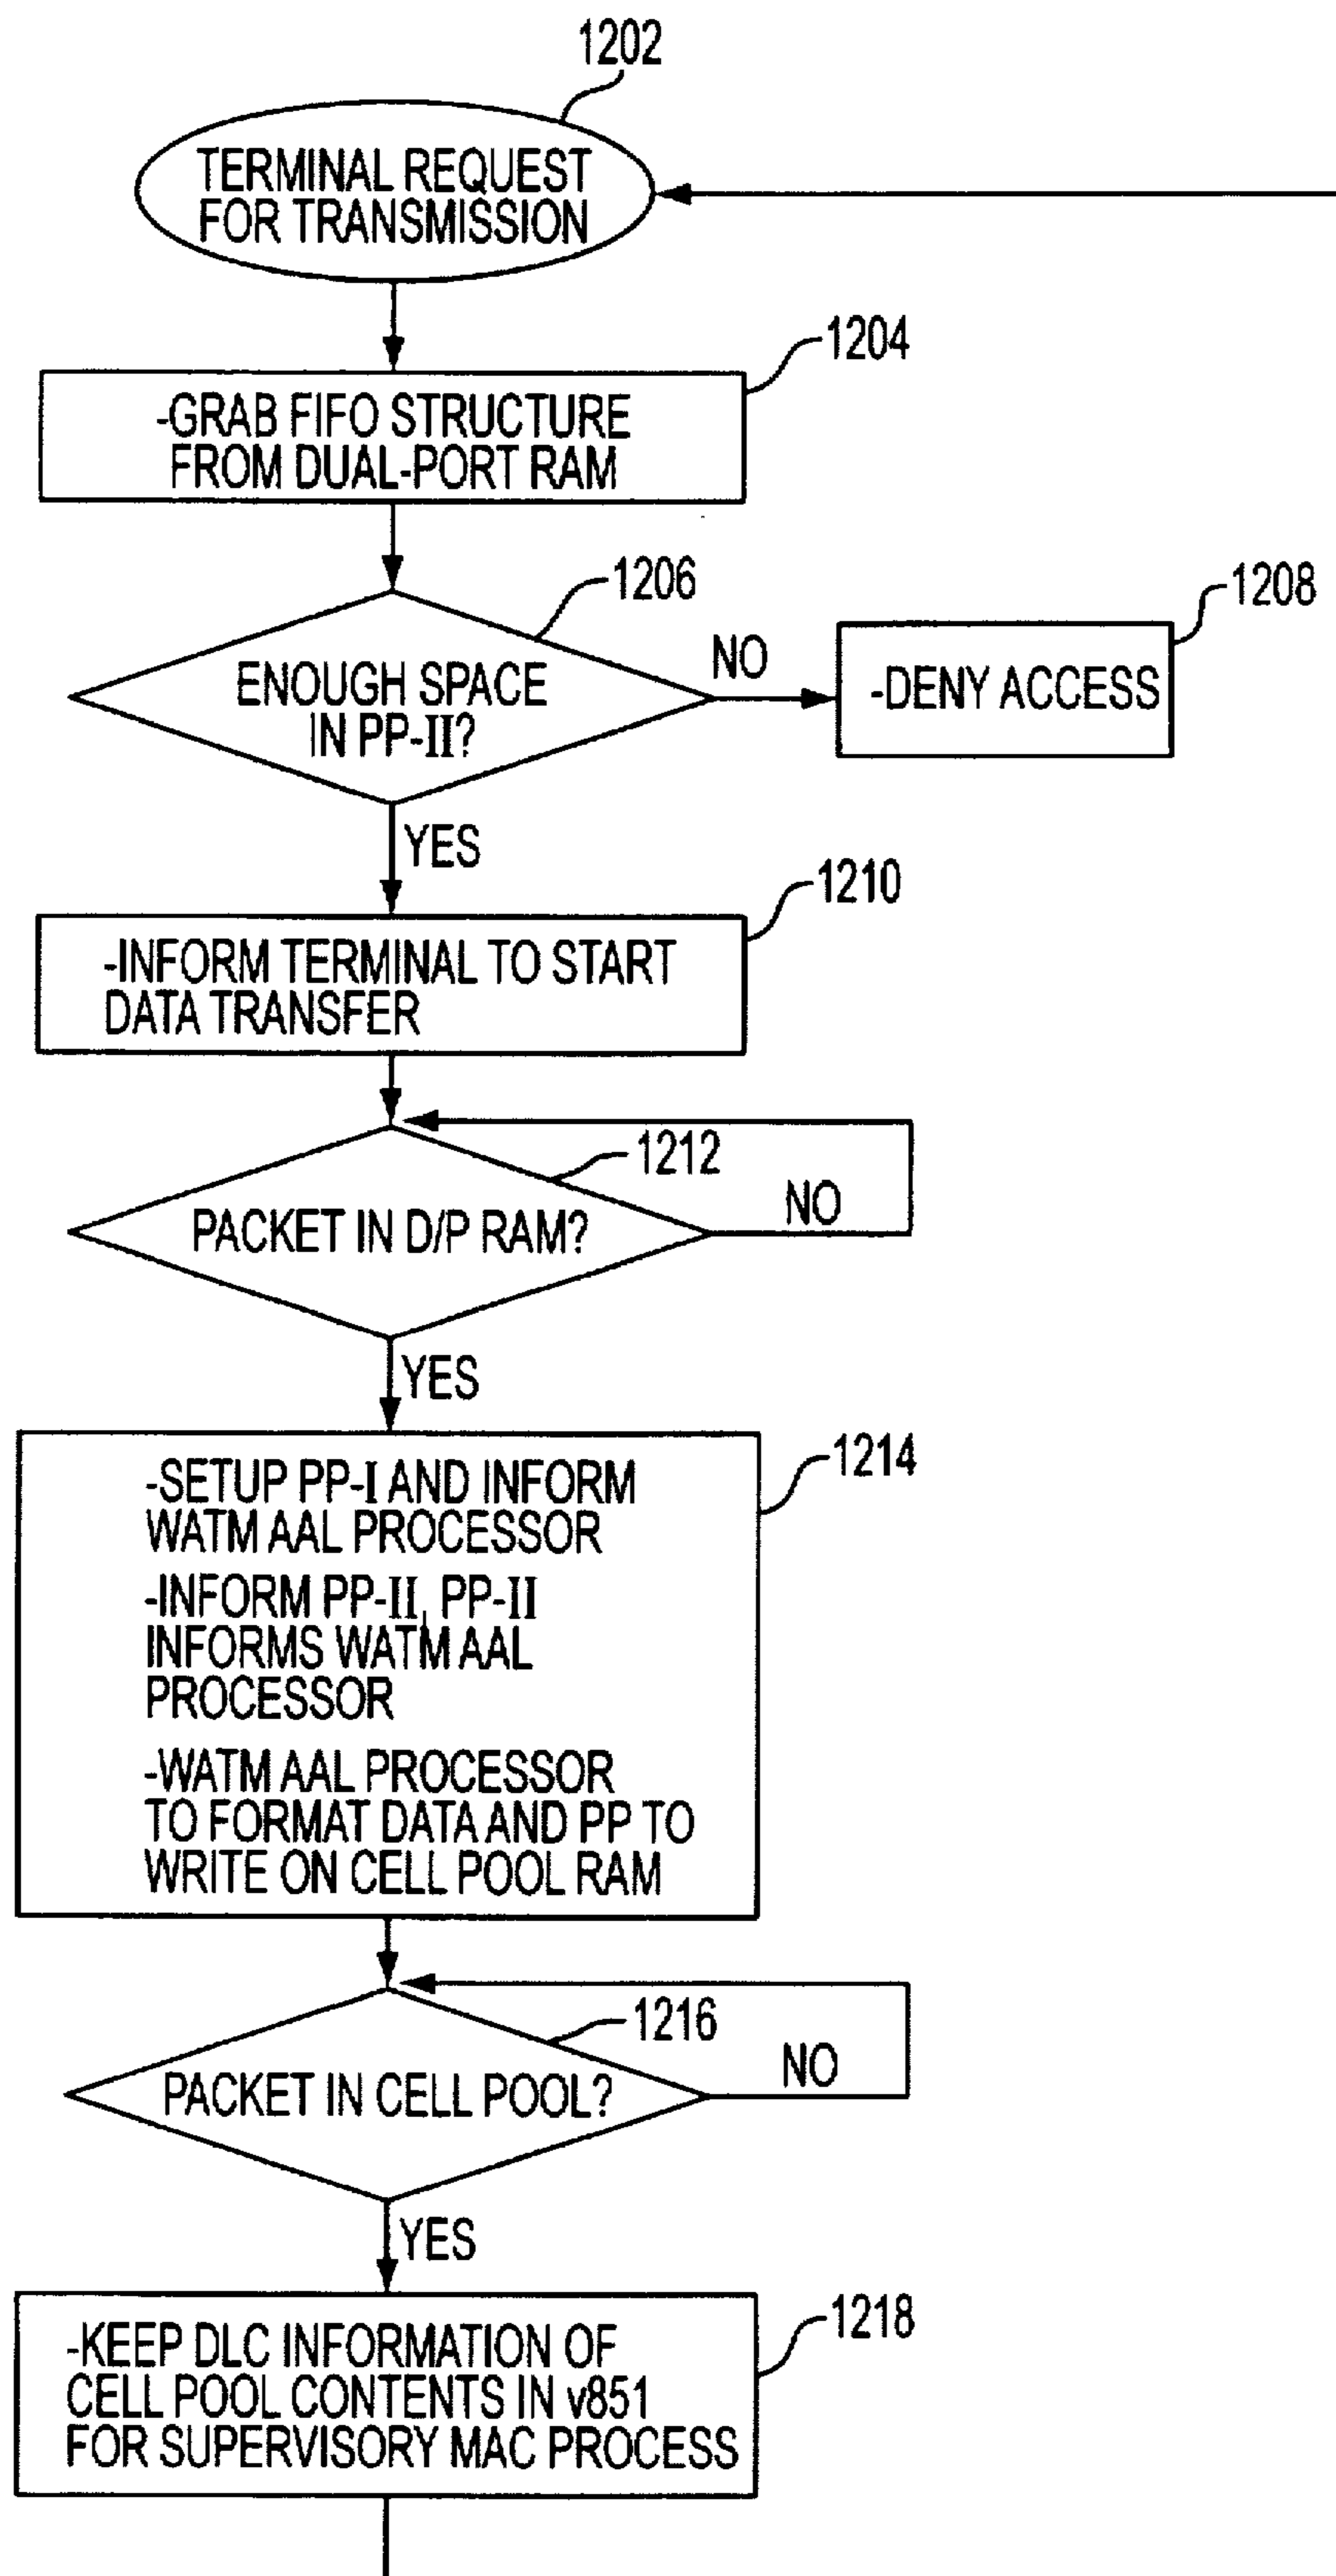 1202
TERMINAL REQUEST
FOR TRANSMISSION
1204
-GRAB FIFO STRUCTURE
FROM DUAL-PORT RAM
1206
1208
ENOUGH SPACE
IN PP-II?
NO
-DENY ACCESS
YES
1210
-INFORM TERMINAL TO START
DATA TRANSFER
1212
PACKET IN D/P RAM?
NO
YES
1214
-SETUP PP-I AND INFORM
WATM AAL PROCESSOR
-INFORM PP-II, PP-II
INFORMS WATM AAL
PROCESSOR
-WATM AAL PROCESSOR
TO FORMAT DATA AND PP TO
WRITE ON CELL POOL RAM
1216
PACKET IN CELL POOL?
NO
YES
1218
-KEEP DLC INFORMATION OF
CELL POOL CONTENTS IN v851
FOR SUPERVISORY MAC PROCESS